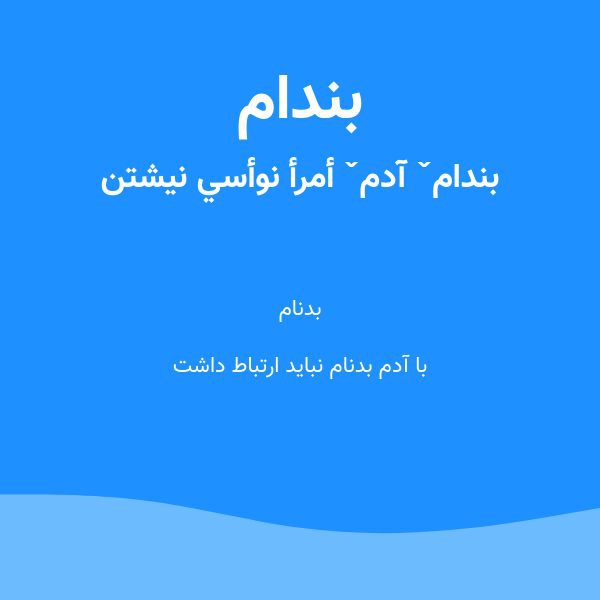 بندام
بندامˇ آدمˇ أمرأ نوأسي نيشتن
بدنام
با آدم بدنام نباید ارتباط داشت